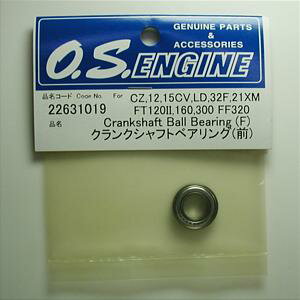 GENUINE PARTS
&
ACCESSORIES
O.S.ENGINE
品名コード Code No. For CZ,12,15CV,LD,32F,21XM
22631019 FT120II,160,300 FF320
品名 Crankshaft Ball Bearing (F)
クランクシャフトベアリング(前)